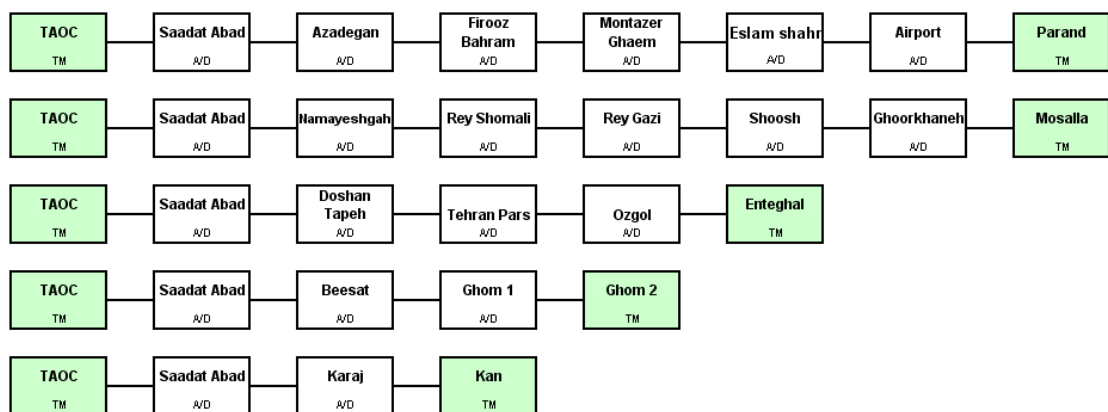 TAOC Saadat Abad Azadegan Firooz Bahram Montazer Ghaem Eslam shahr Airport Parand
TM A/D A/D A/D A/D A/D A/D TM
TAOC Saadat Abad Namayeshgah Rey Shomali Rey Gazi Shoosh Ghoorkhaneh Mosalla
TM A/D A/D A/D A/D A/D A/D TM
TAOC Saadat Abad Doshan Tapeh Tehran Pars Ozgol Enteghal
TM A/D A/D A/D A/D TM
TAOC Saadat Abad Beesat Ghom 1 Ghom 2
TM A/D A/D A/D TM
TAOC Saadat Abad Karaj Kan
TM A/D A/D TM